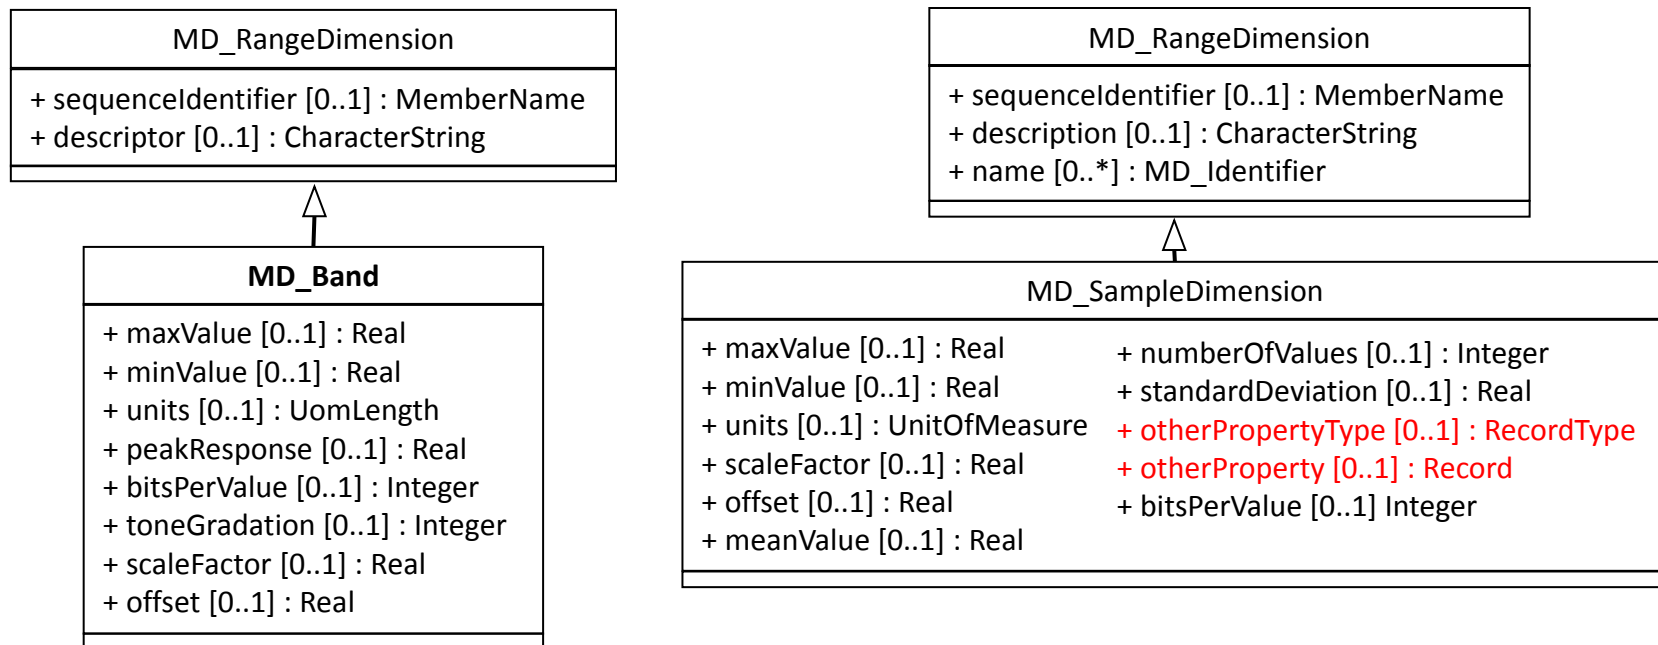 MD_RangeDimension
+ sequenceIdentifier [0..1] : MemberName
+ descriptor [0..1] : CharacterString
MD_Band
+ maxValue [0..1] : Real
+ minValue [0..1] : Real
+ units [0..1] : UomLength
+ peakResponse [0..1] : Real
+ bitsPerValue [0..1] : Integer
+ toneGradation [0..1] : Integer
+ scaleFactor [0..1] : Real
+ offset [0..1] : Real
MD_RangeDimension
+ sequenceIdentifier [0..1] : MemberName
+ description [0..1] : CharacterString
+ name [0..*] : MD_Identifier
MD_SampleDimension
+ maxValue [0..1] : Real
+ minValue [0..1] : Real
+ units [0..1] : UnitOfMeasure
+ scaleFactor [0..1] : Real
+ offset [0..1] : Real
+ meanValue [0..1] : Real
+ numberOfValues [0..1] : Integer
+ standardDeviation [0..1] : Real
+ otherPropertyType [0..1] : RecordType
+ otherProperty [0..1] : Record
+ bitsPerValue [0..1] Integer